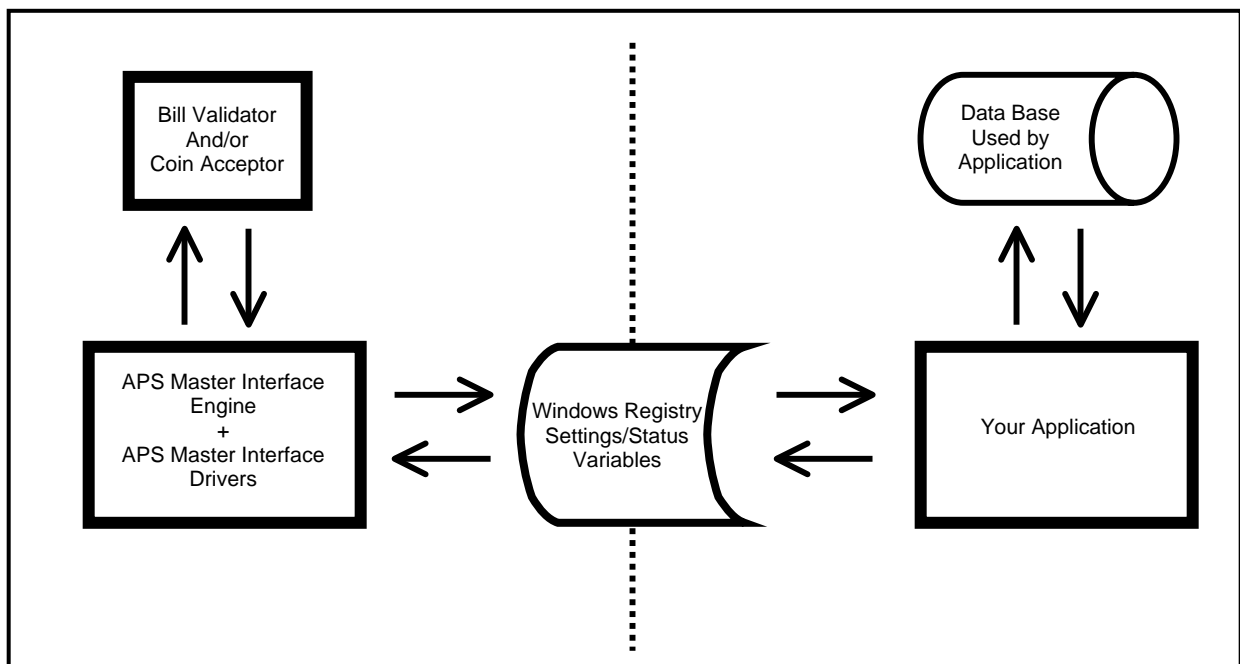 Bill Validator
And/or
Coin Acceptor
Data Base
Used by
Application
APS Master Interface
Engine
+
APS Master Interface
Drivers
Windows Registry
Settings/Status
Variables
Your Application